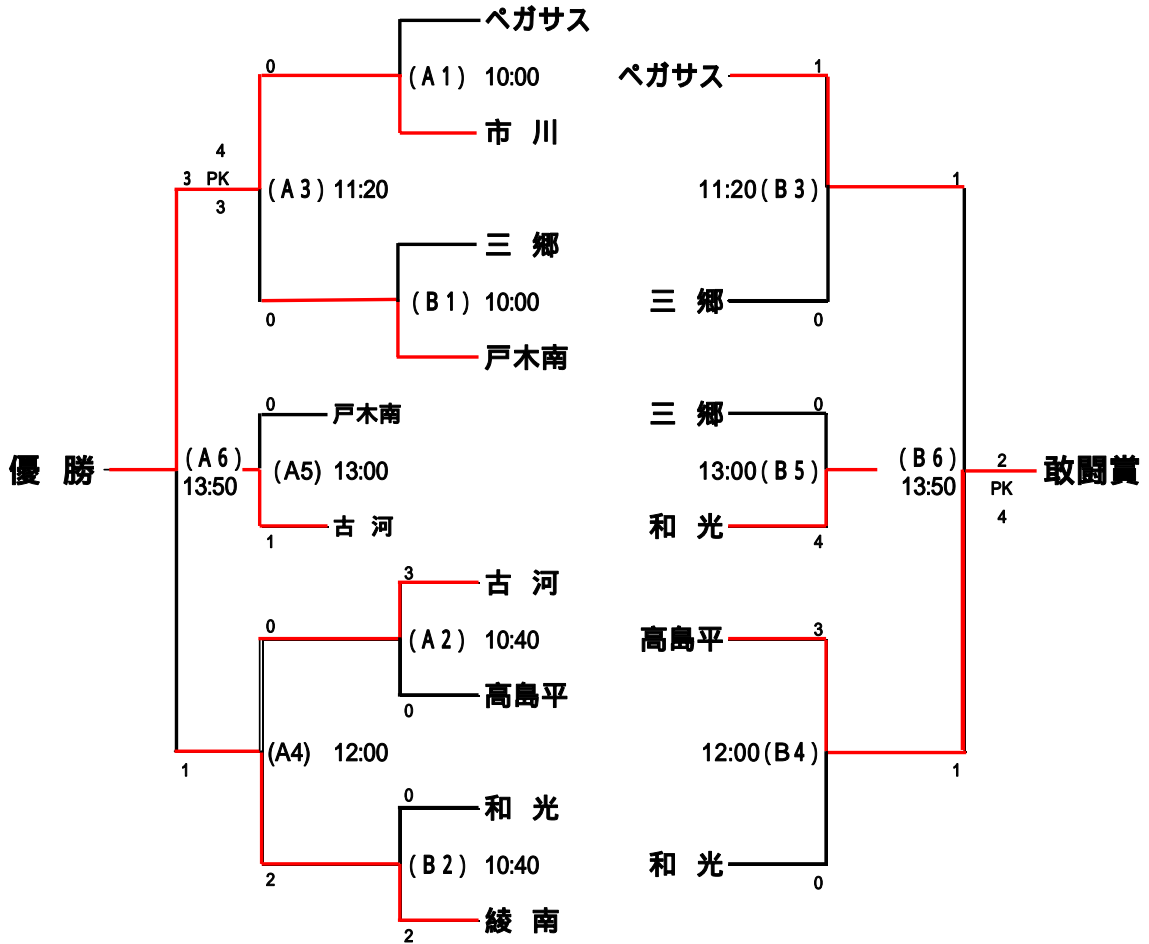 ペガサス
0
(A1) 10:00
ペガサス
1
市 川
4
3 PK
3
(A3) 11:20
11:20(B3)
1
三 郷
(B1) 10:00
三 郷
0
0
戸木南
0
戸木南
三 郷
0
優 勝
(A6)
13:50
(A5) 13:00
13:00(B5)
(B6)
13:50
2
PK
4
敢闘賞
1
古 河
和 光
4
3
古 河
0
(A2) 10:40
高島平
3
0
高島平
1
(A4) 12:00
12:00(B4)
1
0
和 光
(B2) 10:40
和 光
0
2
2
綾 南